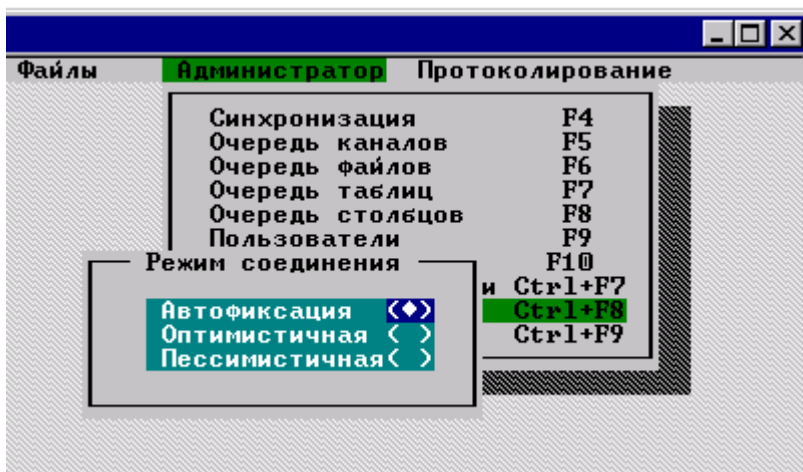 Файлы Администратор Протоколирование
Синхронизация F4
Очередь каналов F5
Очередь файлов F6
Очередь таблиц F7
Очередь столбцов F8
Пользователи F9
F10
и Ctrl+F7
Ctrl+F8
Ctrl+F9
Режим соединения
Автофиксация (♦)
Оптимистичная ( )
Пессимистичная( )